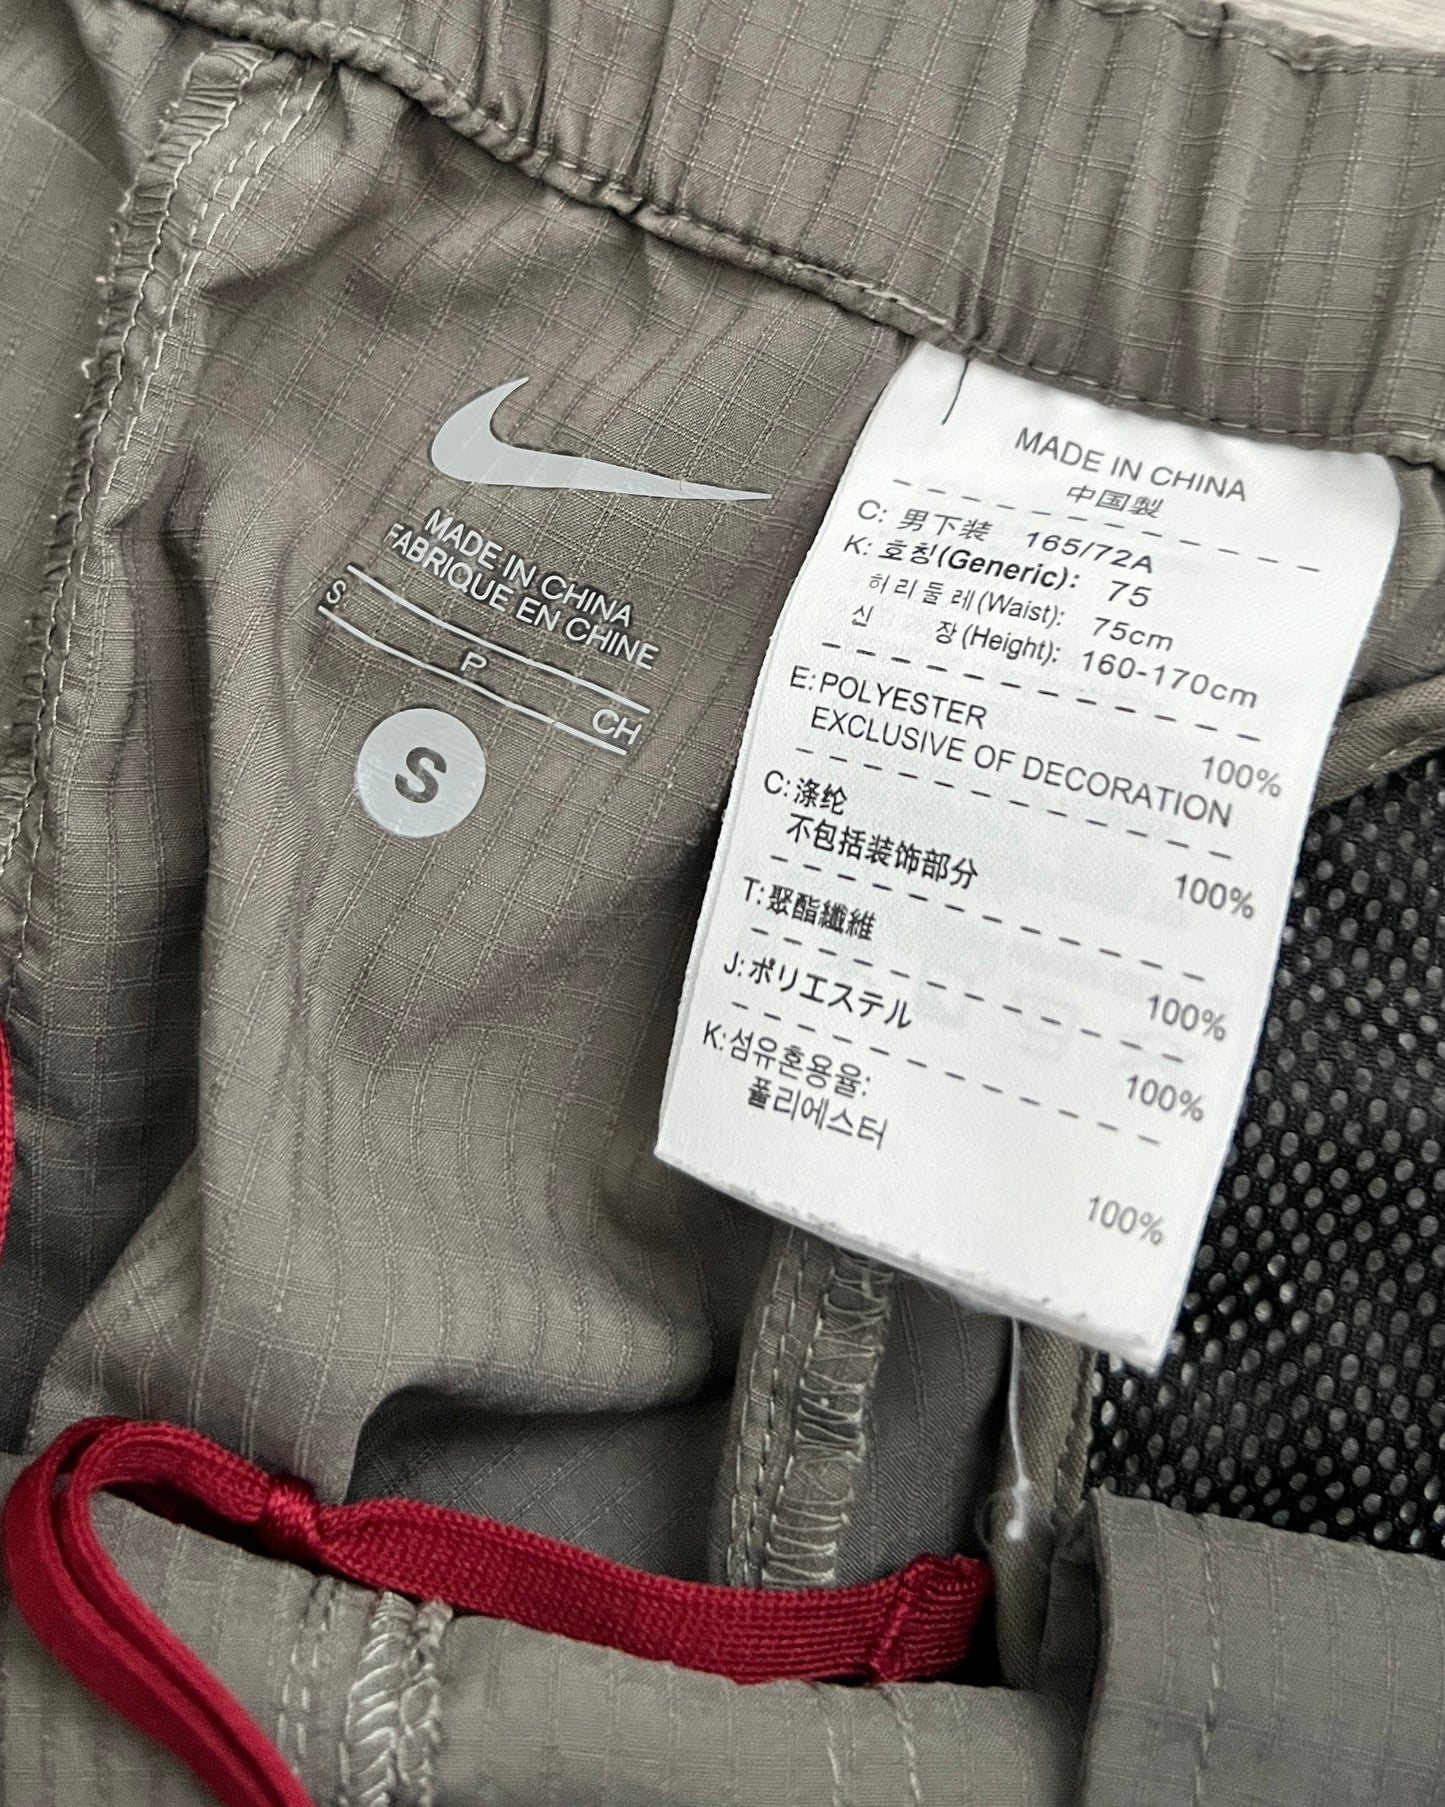 MADE IN CHINA
FABRIQUE EN CHINE
S P CH
S
MADE IN CHINA
中国製
C: 男下装 165/72A
K: 호칭(Generic): 75
허리둘레(Waist): 75cm
신 장(Height): 160-170cm
E: POLYESTER 100%
EXCLUSIVE OF DECORATION
C: 涤纶 100%
不包括装饰部分
T: 聚酯纖維 100%
J: ポリエステル 100%
K: 섬유혼용율:
폴리에스터 100%